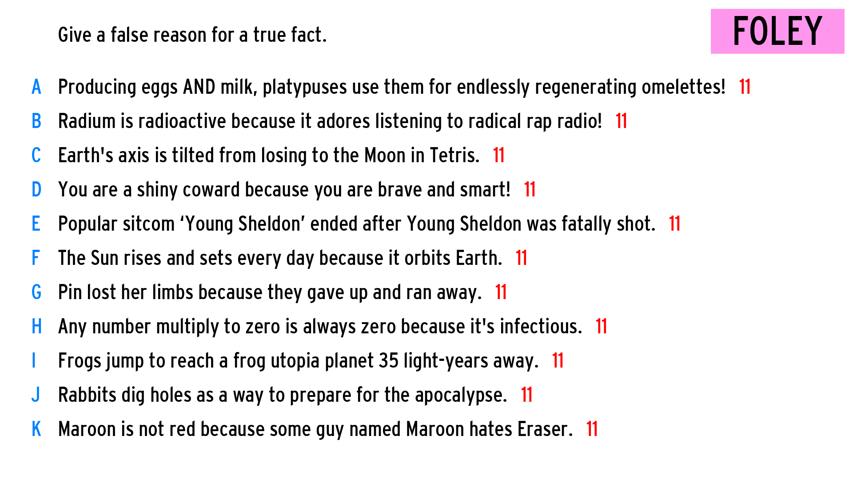 Give a false reason for a true fact.
FOLEY
A Producing eggs AND milk, platypuses use them for endlessly regenerating omelettes! 11
B Radium is radioactive because it adores listening to radical rap radio! 11
C Earth's axis is tilted from losing to the Moon in Tetris. 11
D You are a shiny coward because you are brave and smart! 11
E Popular sitcom ‘Young Sheldon’ ended after Young Sheldon was fatally shot. 11
F The Sun rises and sets every day because it orbits Earth. 11
G Pin lost her limbs because they gave up and ran away. 11
H Any number multiply to zero is always zero because it's infectious. 11
I Frogs jump to reach a frog utopia planet 35 light-years away. 11
J Rabbits dig holes as a way to prepare for the apocalypse. 11
K Maroon is not red because some guy named Maroon hates Eraser. 11